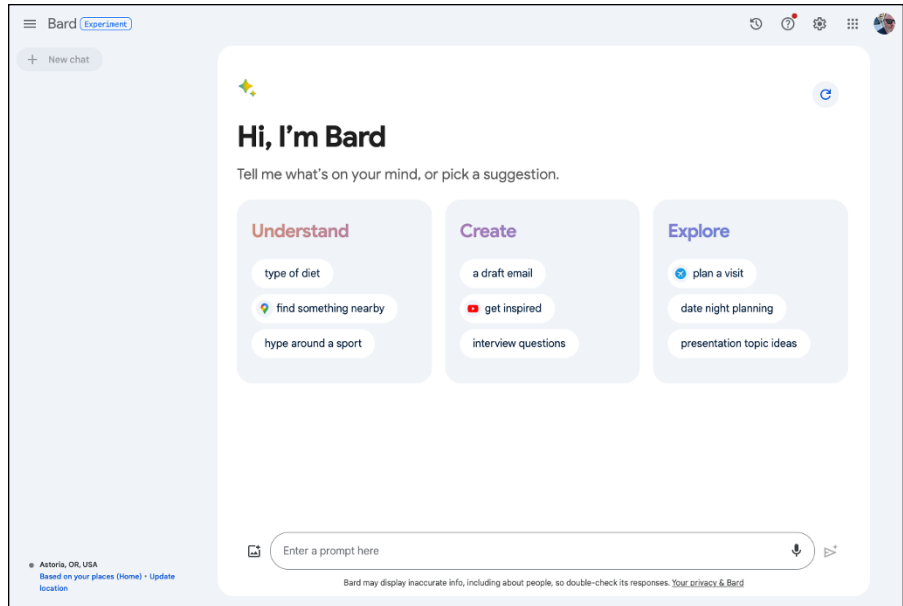 Bard Experiment
New chat
Hi, I'm Bard
Tell me what's on your mind, or pick a suggestion.
Understand
type of diet
find something nearby
hype around a sport
Create
a draft email
get inspired
interview questions
Explore
plan a visit
date night planning
presentation topic ideas
Enter a prompt here
Bard may display inaccurate info, including about people, so double-check its responses. Your privacy & Bard
Astoria, OR, USA
Based on your places (Home) • Update
location